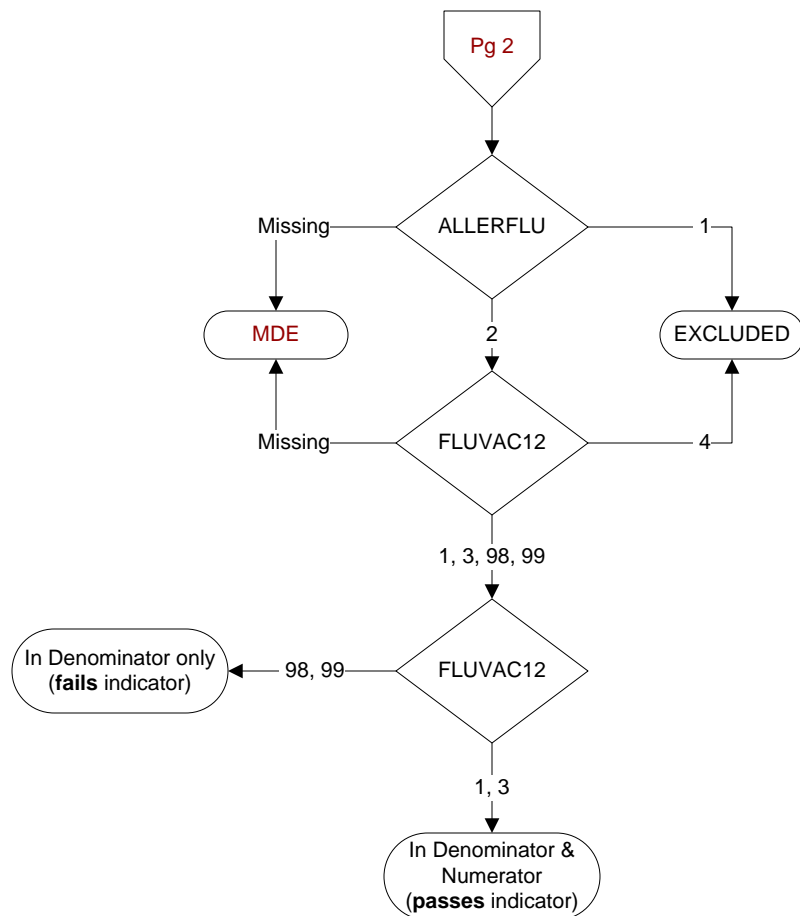 Pg 2
ALLERFLU
Missing
1
MDE
EXCLUDED
2
FLUVAC12
Missing
4
1, 3, 98, 99
FLUVAC12
98, 99
In Denominator only
(fails indicator)
1, 3
In Denominator &
Numerator
(passes indicator)